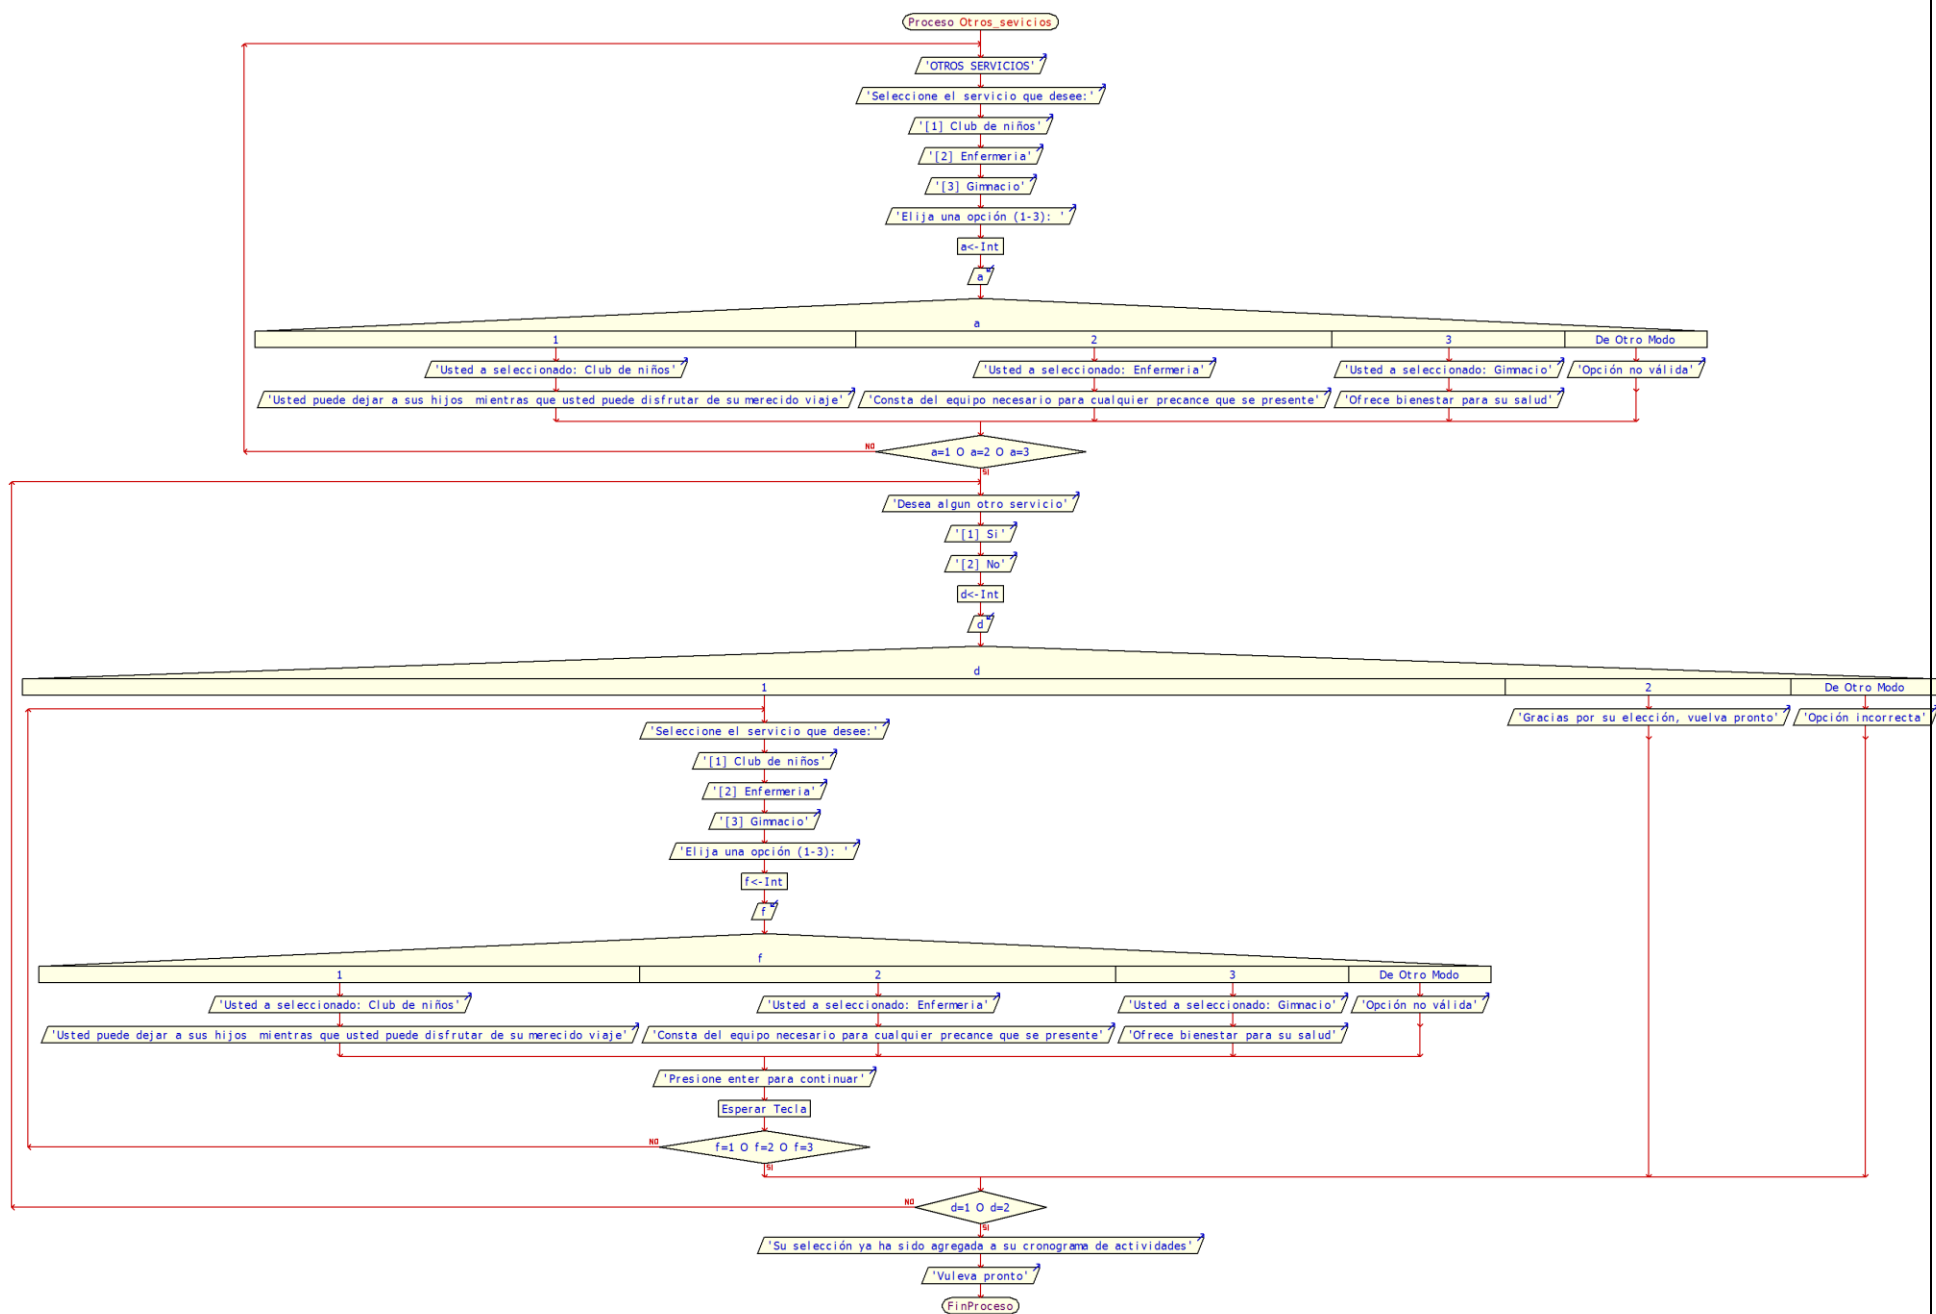 Proceso Otros_sevicios
'OTROS SERVICIOS'
'Seleccione el servicio que desee:'
'[1] Club de niños'
'[2] Enfermeria'
'[3] Gimnacio'
'Elija una opción (1-3): '
a<-Int
a
a
1 2 3 De Otro Modo
'Usted a seleccionado: Club de niños' 'Usted a seleccionado: Enfermeria' 'Usted a seleccionado: Gimnacio' 'Opción no válida'
'Usted puede dejar a sus hijos  mientras que usted puede disfrutar de su merecido viaje' 'Consta del equipo necesario para cualquier precance que se presente' 'Ofrece bienestar para su salud'
NO
a=1 O a=2 O a=3
SI
'Desea algun otro servicio'
'[1] Si'
'[2] No'
d<-Int
d
d
1 2 De Otro Modo
'Gracias por su elección, vuelva pronto' 'Opción incorrecta'
'Seleccione el servicio que desee:'
'[1] Club de niños'
'[2] Enfermeria'
'[3] Gimnacio'
'Elija una opción (1-3): '
f<-Int
f
f
1 2 3 De Otro Modo
'Usted a seleccionado: Club de niños' 'Usted a seleccionado: Enfermeria' 'Usted a seleccionado: Gimnacio' 'Opción no válida'
'Usted puede dejar a sus hijos  mientras que usted puede disfrutar de su merecido viaje' 'Consta del equipo necesario para cualquier precance que se presente' 'Ofrece bienestar para su salud'
'Presione enter para continuar'
Esperar Tecla
NO
f=1 O f=2 O f=3
SI
NO
d=1 O d=2
SI
'Su selección ya ha sido agregada a su cronograma de actividades'
'Vuleva pronto'
FinProceso